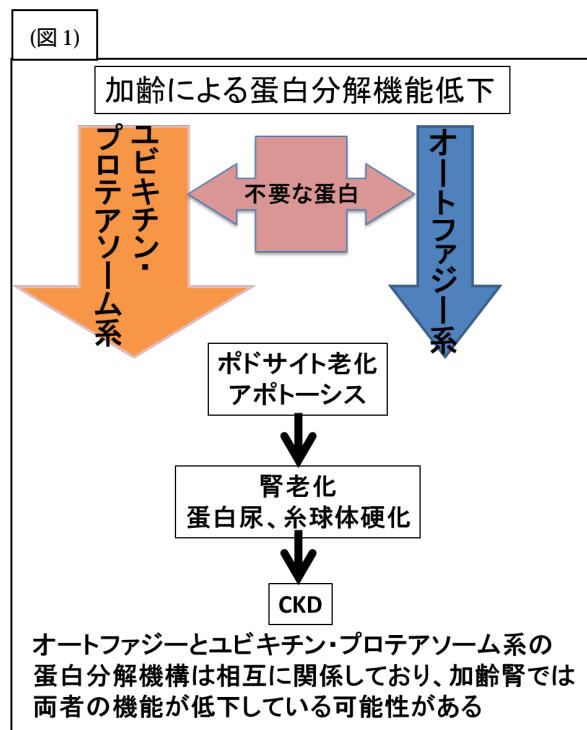 (図1)
加齢による蛋白分解機能低下
ユビキチン・
プロテアソーム系
不要な蛋白
オートファジー系
ポドサイト老化
アポトーシス
腎老化
蛋白尿、糸球体硬化
CKD
オートファジーとユビキチン・プロテアソーム系の
蛋白分解機構は相互に関係しており、加齢腎では
両者の機能が低下している可能性がある